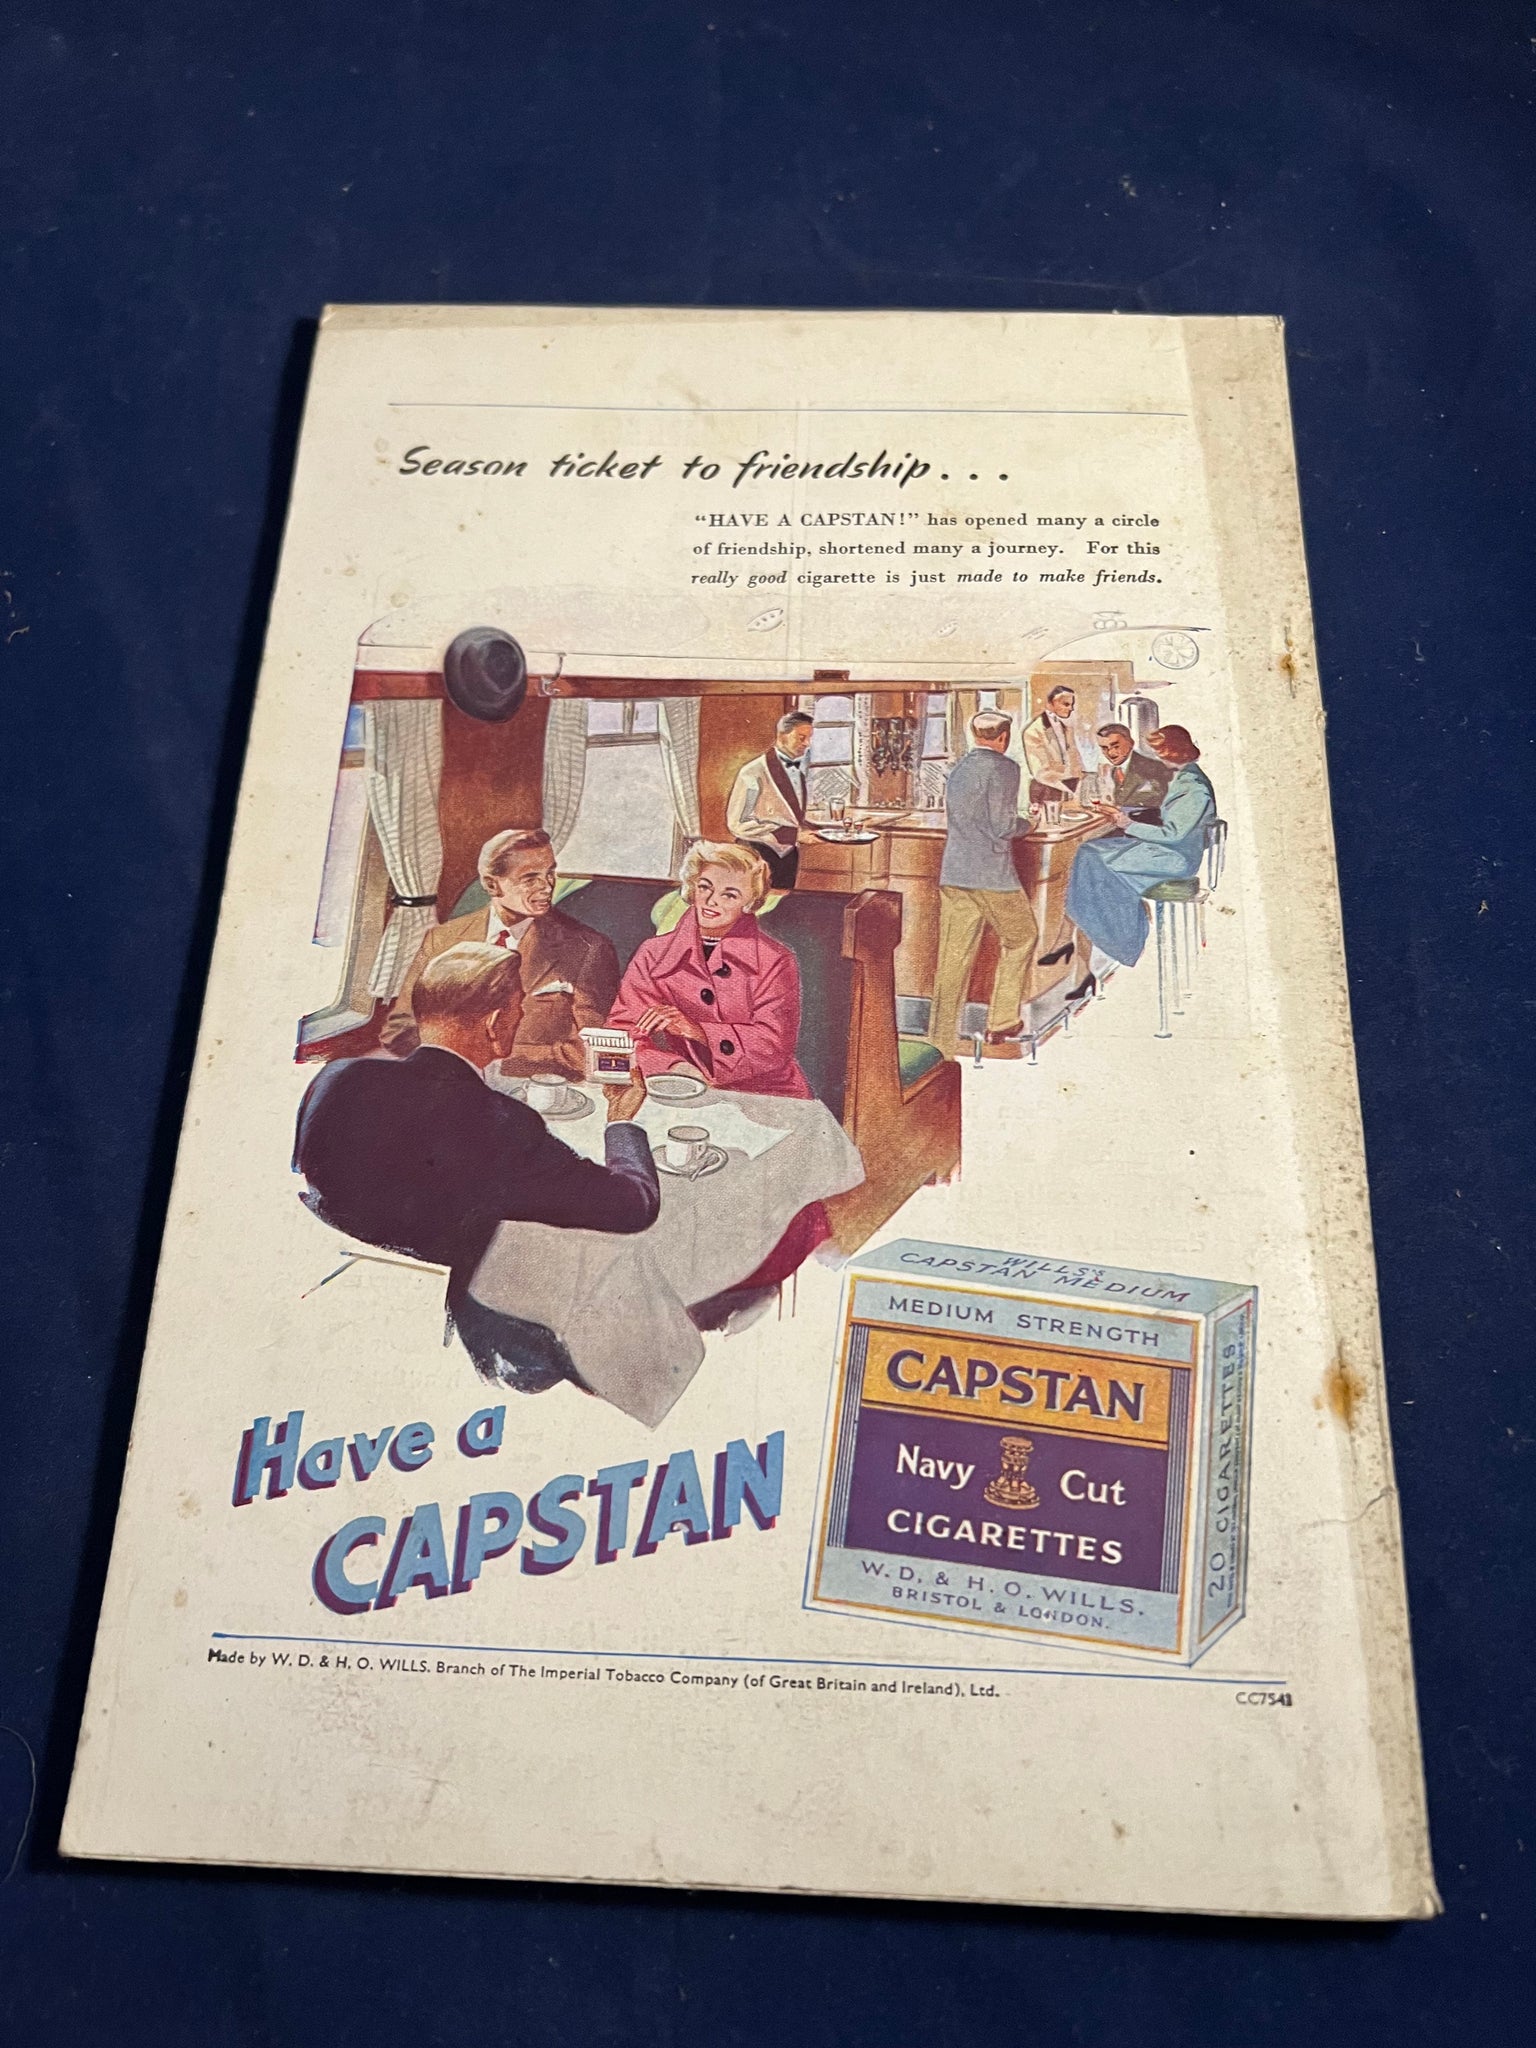 Season ticket to friendship...
“HAVE A CAPSTAN!” has opened many a circle
of friendship, shortened many a journey. For this
really good cigarette is just made to make friends.
WILLS's
CAPSTAN MEDIUM
MEDIUM STRENGTH
CAPSTAN
Navy Cut
CIGARETTES
W. D. & H. O. WILLS.
BRISTOL & LONDON.
20 CIGARETTES
Have a
CAPSTAN
Made by W. D. & H. O. WILLS. Branch of The Imperial Tobacco Company (of Great Britain and Ireland), Ltd.